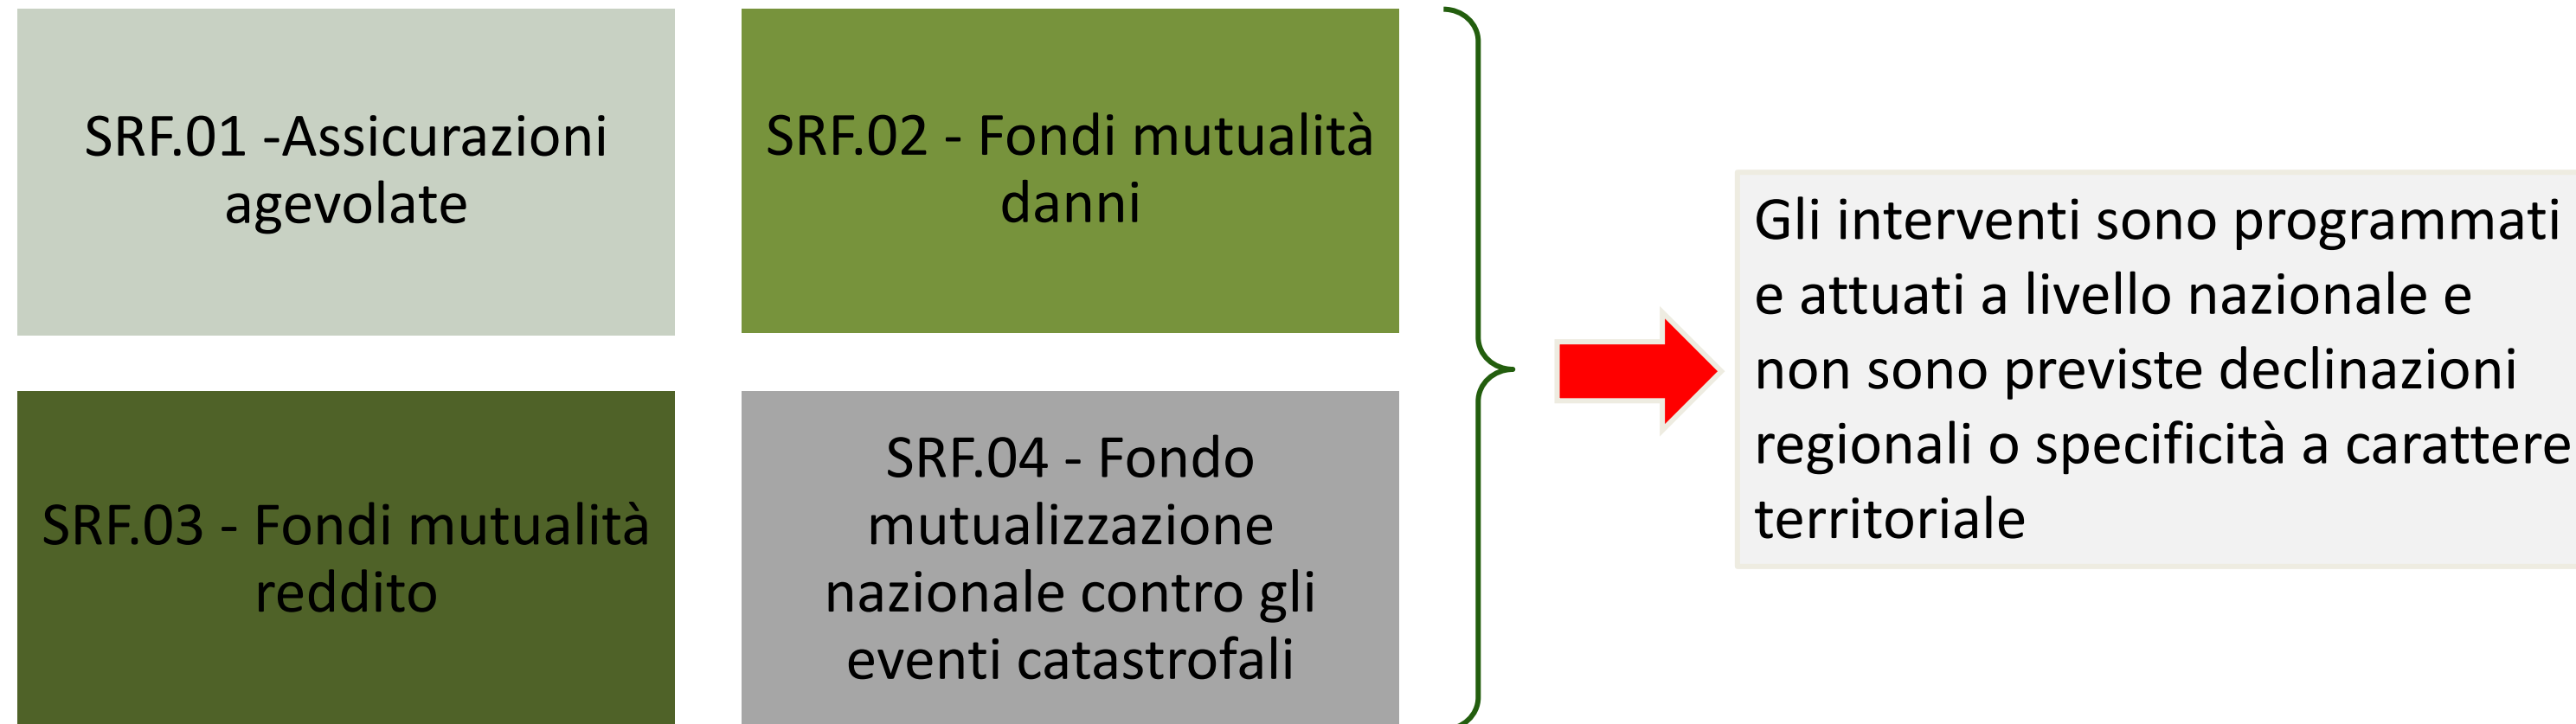 SRF.01 -Assicurazioni
agevolate
SRF.02 - Fondi mutualità
danni
SRF.03 - Fondi mutualità
reddito
SRF.04 - Fondo
mutualizzazione
nazionale contro gli
eventi catastrofali
Gli interventi sono programmati
e attuati a livello nazionale e
non sono previste declinazioni
regionali o specificità a carattere
territoriale